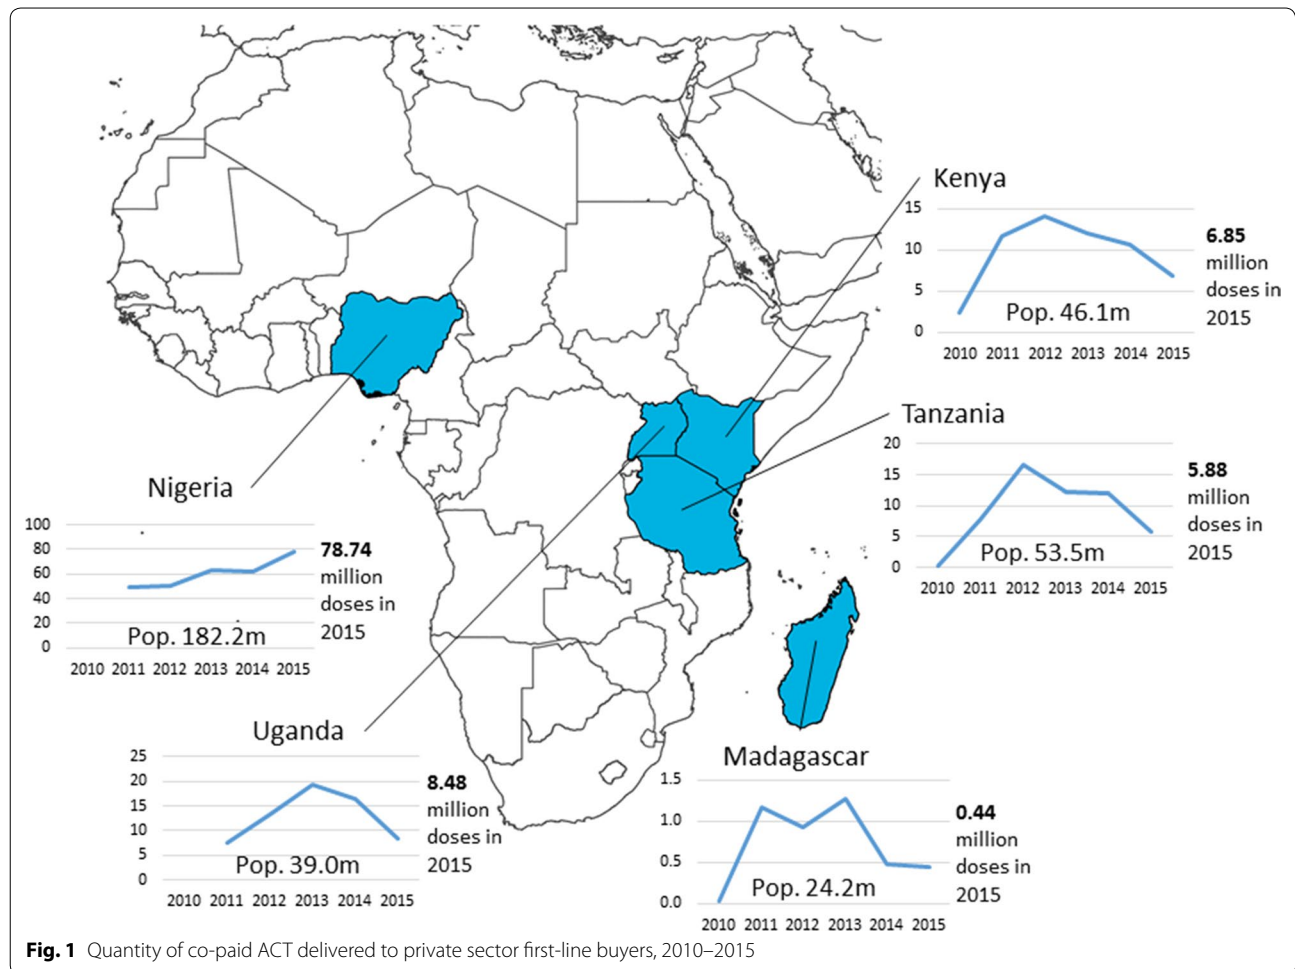 Kenya
15
10
5
0
Pop. 46.1m
2010 2011 2012 2013 2014 2015
6.85
million
doses in
2015
Tanzania
20
15
10
5
0
Pop. 53.5m
2010 2011 2012 2013 2014 2015
5.88
million
doses in
2015
Nigeria
100
80
60
40
20
0
Pop. 182.2m
2010 2011 2012 2013 2014 2015
78.74
million
doses in
2015
Uganda
25
20
15
10
5
0
Pop. 39.0m
2010 2011 2012 2013 2014 2015
8.48
million
doses in
2015
Madagascar
1.5
1.0
0.5
0.0
Pop. 24.2m
2010 2011 2012 2013 2014 2015
0.44
million
doses in
2015
Fig. 1 Quantity of co-paid ACT delivered to private sector first-line buyers, 2010–2015